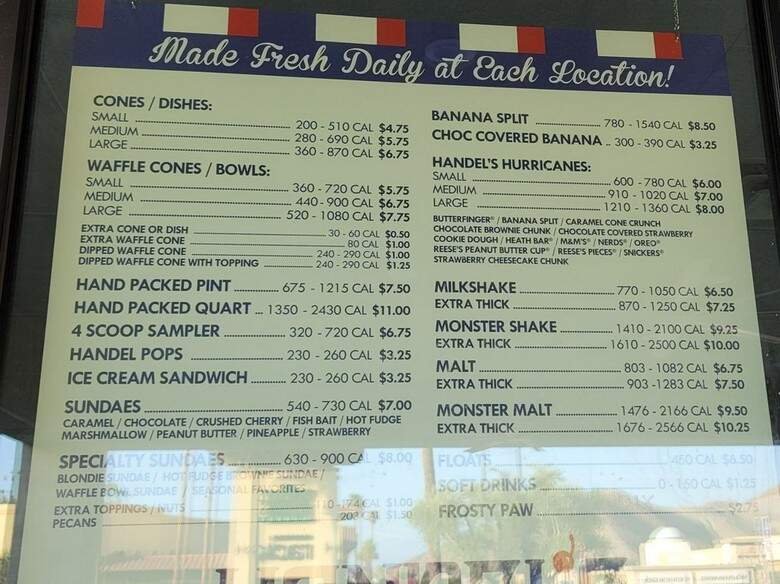 Made Fresh Daily at Each Location!
CONES / DISHES:
SMALL 200 - 510 CAL $4.75
MEDIUM 280 - 690 CAL $5.75
LARGE 360 - 870 CAL $6.75
WAFFLE CONES / BOWLS:
SMALL 360 - 720 CAL $5.75
MEDIUM 440 - 900 CAL $6.75
LARGE 520 - 1080 CAL $7.75
EXTRA CONE OR DISH 30 - 60 CAL $0.50
EXTRA WAFFLE CONE 80 CAL $1.00
DIPPED WAFFLE CONE 240 - 290 CAL $1.00
DIPPED WAFFLE CONE WITH TOPPING 240 - 290 CAL $1.25
HAND PACKED PINT 675 - 1215 CAL $7.50
HAND PACKED QUART 1350 - 2430 CAL $11.00
4 SCOOP SAMPLER 320 - 720 CAL $6.75
HANDEL POPS 230 - 260 CAL $3.25
ICE CREAM SANDWICH 230 - 260 CAL $3.25
SUNDAES 540 - 730 CAL $7.00
CARAMEL / CHOCOLATE / CRUSHED CHERRY / FISH BAIT / HOT FUDGE
MARSHMALLOW / PEANUT BUTTER / PINEAPPLE / STRAWBERRY
SPECIALTY SUNDAES 630 - 900 CAL $8.00
BLONDIE SUNDAE / HOT FUDGE BROWNIE SUNDAE /
WAFFLE BOWL SUNDAE / SEASONAL FAVORITES
EXTRA TOPPINGS / NUTS 0 -174 CAL $1.00
PECANS 203 CAL $1.50
BANANA SPLIT 780 - 1540 CAL $8.50
CHOC COVERED BANANA 300 - 390 CAL $3.25
HANDEL'S HURRICANES:
SMALL 600 - 780 CAL $6.00
MEDIUM 910 - 1020 CAL $7.00
LARGE 1210 - 1360 CAL $8.00
BUTTERFINGER® / BANANA SPLIT / CARAMEL CONE CRUNCH
CHOCOLATE BROWNIE CHUNK / CHOCOLATE COVERED STRAWBERRY
COOKIE DOUGH / HEATH BAR® / M&M'S® / NERDS® / OREO®
REESE'S PEANUT BUTTER CUP® / REESE'S PIECES® / SNICKERS®
STRAWBERRY CHEESECAKE CHUNK
MILKSHAKE 770 - 1050 CAL $6.50
EXTRA THICK 870 - 1250 CAL $7.25
MONSTER SHAKE 1410 - 2100 CAL $9.25
EXTRA THICK 1610 - 2500 CAL $10.00
MALT 803 - 1082 CAL $6.75
EXTRA THICK 903 -1283 CAL $7.50
MONSTER MALT 1476 - 2166 CAL $9.50
EXTRA THICK 1676 - 2566 CAL $10.25
FLOATS 450 CAL $6.50
SOFT DRINKS 0 - 150 CAL $1.25
FROSTY PAW $2.75